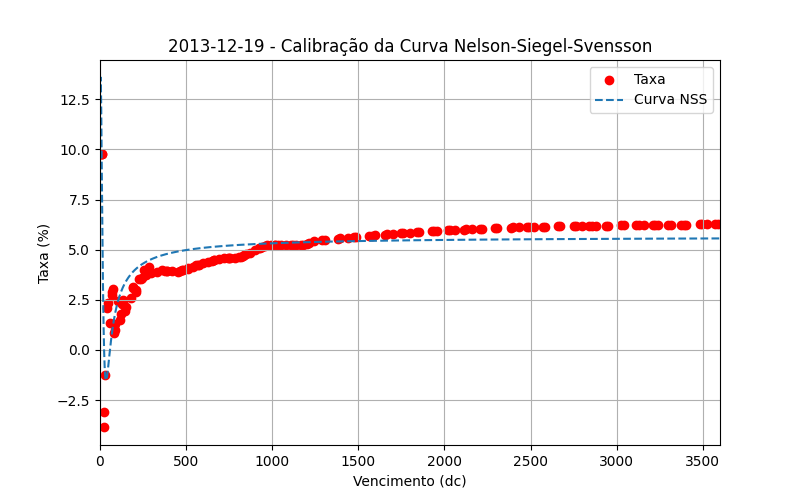 2013-12-19 - Calibração da Curva Nelson-Siegel-Svensson
Taxa
Curva NSS
12.5
10.0
7.5
5.0
2.5
0.0
−2.5
Taxa (%)
0 500 1000 1500 2000 2500 3000 3500
Vencimento (dc)